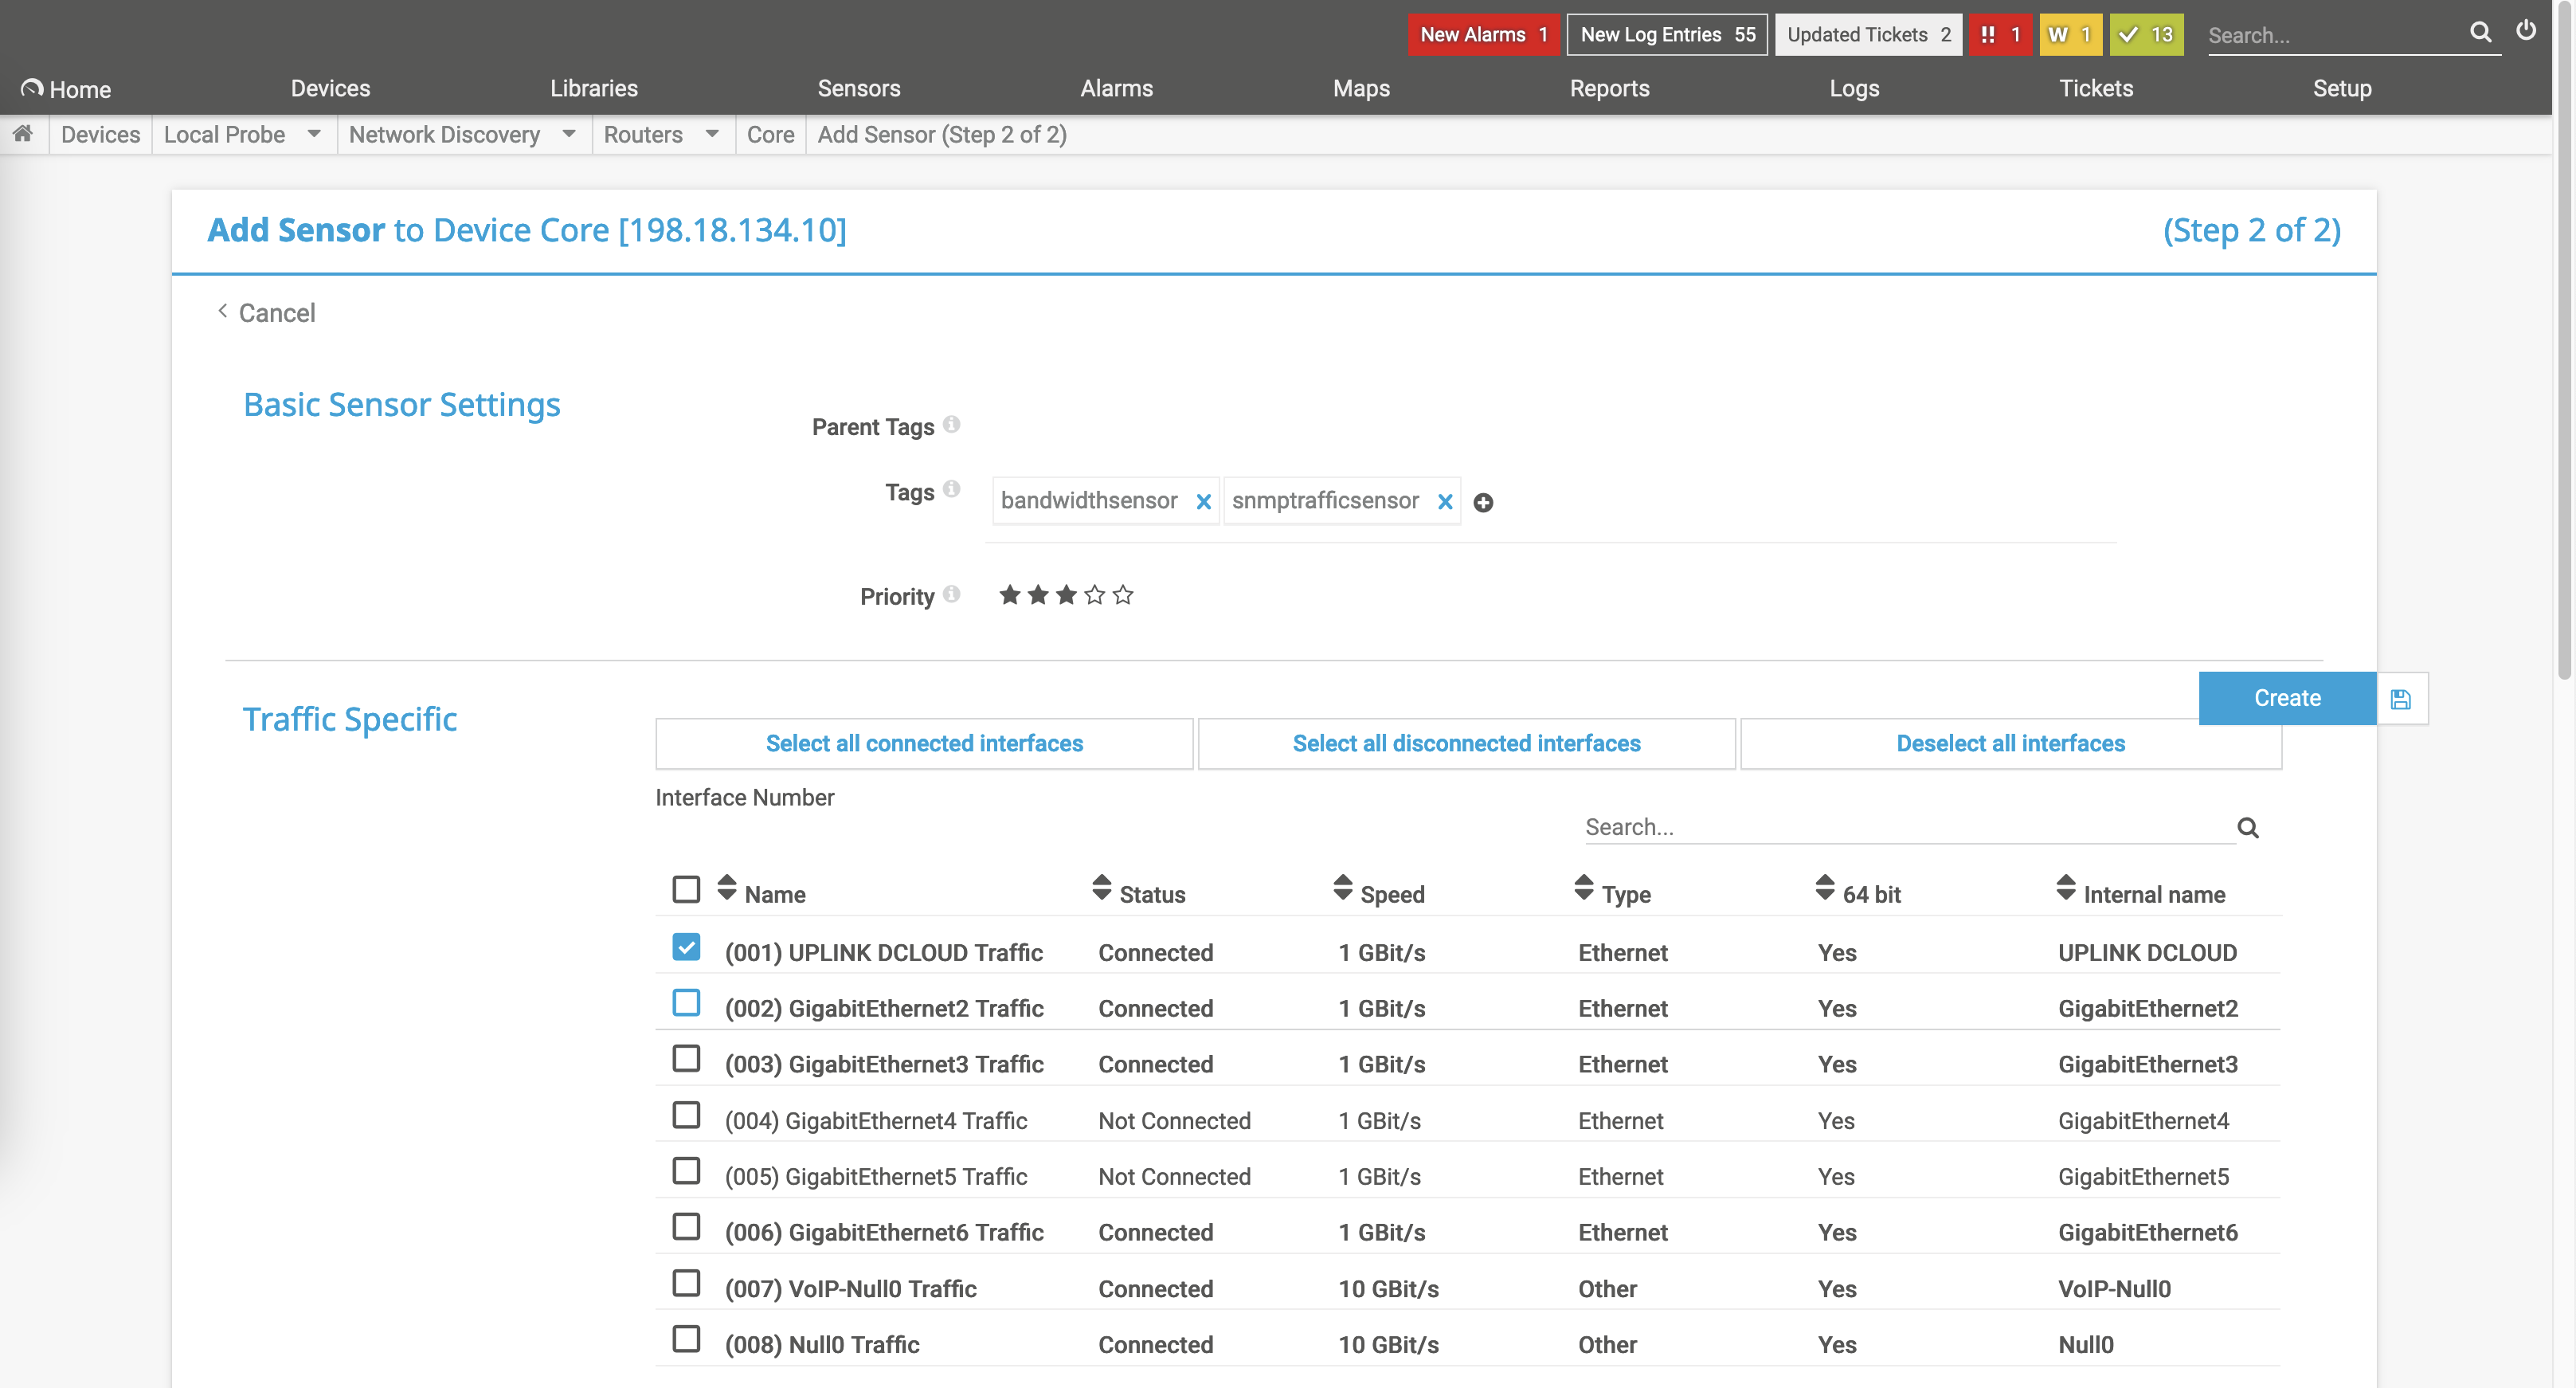 New Alarms 1 New Log Entries 55 Updated Tickets 2 !! 1 W 1 13 Search...
Home Devices Libraries Sensors Alarms Maps Reports Logs Tickets Setup
Devices Local Probe Network Discovery Routers Core Add Sensor (Step 2 of 2)
Add Sensor to Device Core [198.18.134.10] (Step 2 of 2)
Cancel
Basic Sensor Settings
Parent Tags
Tags bandwidthsensor snmptrafficsensor
Priority
Create
Traffic Specific
Select all connected interfaces Select all disconnected interfaces Deselect all interfaces
Interface Number
Search...
Name Status Speed Type 64 bit Internal name
(001) UPLINK DCLOUD Traffic Connected 1 GBit/s Ethernet Yes UPLINK DCLOUD
(002) GigabitEthernet2 Traffic Connected 1 GBit/s Ethernet Yes GigabitEthernet2
(003) GigabitEthernet3 Traffic Connected 1 GBit/s Ethernet Yes GigabitEthernet3
(004) GigabitEthernet4 Traffic Not Connected 1 GBit/s Ethernet Yes GigabitEthernet4
(005) GigabitEthernet5 Traffic Not Connected 1 GBit/s Ethernet Yes GigabitEthernet5
(006) GigabitEthernet6 Traffic Connected 1 GBit/s Ethernet Yes GigabitEthernet6
(007) VoIP-Null0 Traffic Connected 10 GBit/s Other Yes VoIP-Null0
(008) Null0 Traffic Connected 10 GBit/s Other Yes Null0